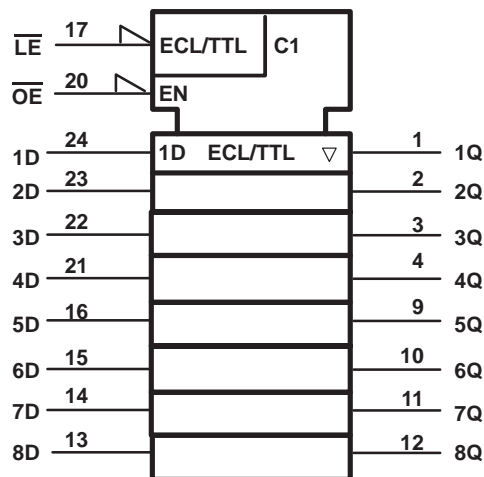 LE 17 ECL/TTL C1
OE 20 EN
1D 24 1D ECL/TTL ▽ 1 1Q
2D 23 2 2Q
3D 22 3 3Q
4D 21 4 4Q
5D 16 9 5Q
6D 15 10 6Q
7D 14 11 7Q
8D 13 12 8Q